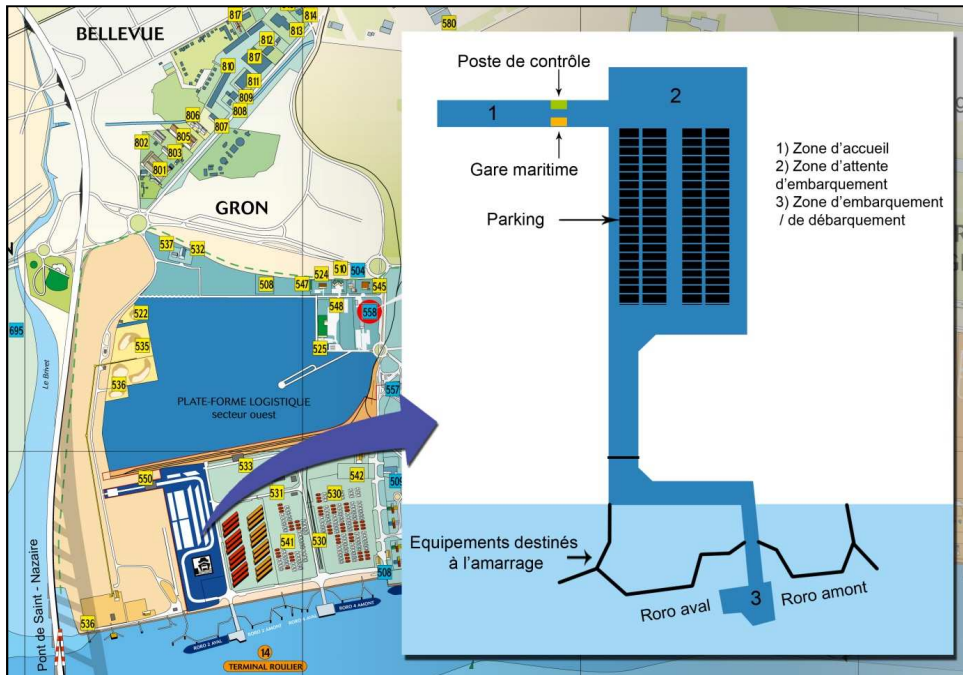 BELLEVUE
817
814
813
812
817
810
811
809
808
806
807
805
802
803
801
580
GRON
537
532
508
547
524
510
504
545
548
558
525
522
535
536
557
695
Le Brivet
PLATE-FORME LOGISTIQUE
secteur ouest
550
533
531
530
542
509
541
530
508
536
Pont de Saint - Nazaire
RORO 2 AVAL
RORO 4 AMONT
14
TERMINAL ROULIER
Poste de contrôle
1
2
Gare maritime
Parking
1) Zone d'accueil
2) Zone d'attente
d'embarquement
3) Zone d'embarquement
/ de débarquement
Equipements destinés
à l'amarrage
Roro aval
3
Roro amont